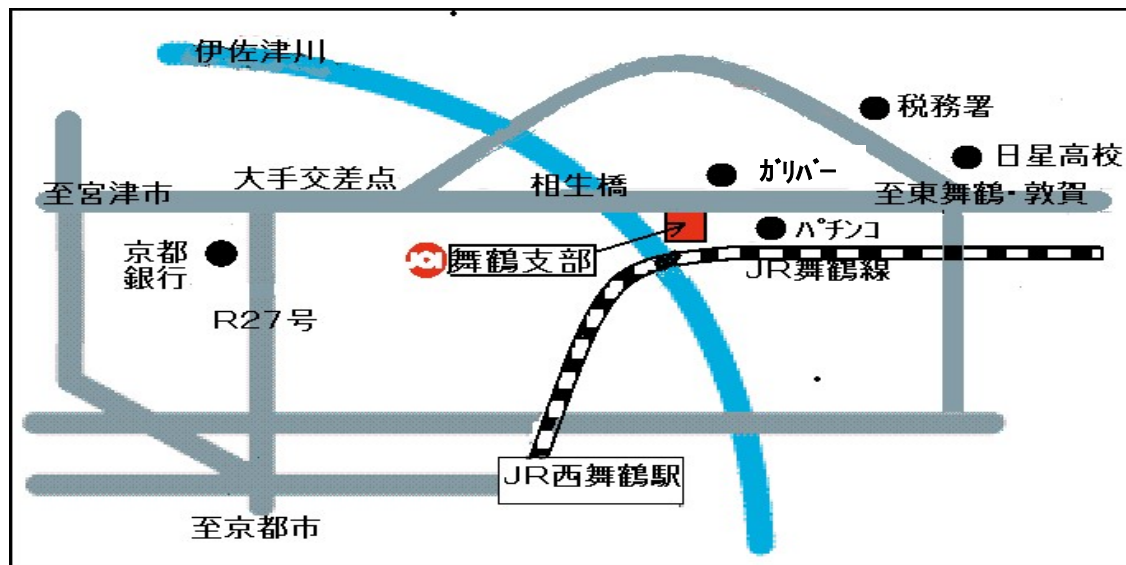 伊佐津川
税務署
日星高校
ガリバー
大手交差点
相生橋
至宮津市
至東舞鶴・敦賀
パチンコ
京都
銀行
舞鶴支部
JR舞鶴線
R27号
JR西舞鶴駅
至京都市